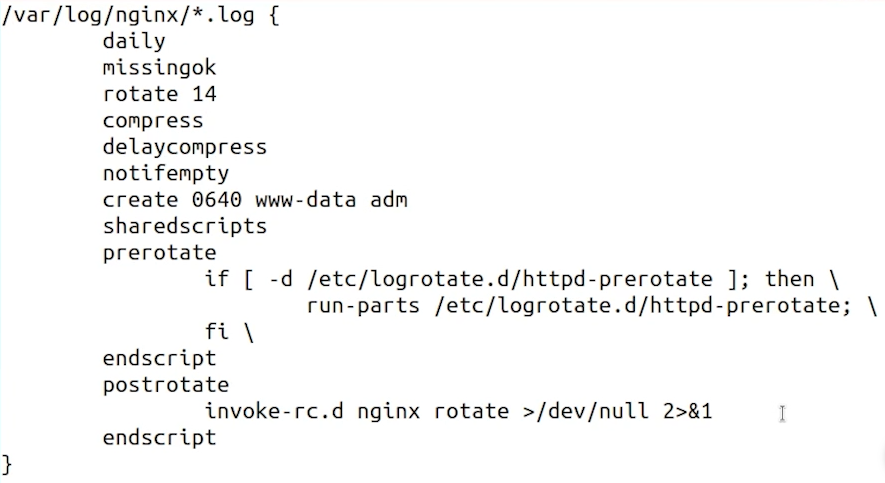 /var/log/nginx/*.log {
        daily
        missingok
        rotate 14
        compress
        delaycompress
        notifempty
        create 0640 www-data adm
        sharedscripts
        prerotate
                if [ -d /etc/logrotate.d/httpd-prerotate ]; then \
                        run-parts /etc/logrotate.d/httpd-prerotate; \
                fi \
        endscript
        postrotate
                invoke-rc.d nginx rotate >/dev/null 2>&1
        endscript
}